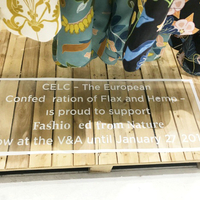 CELC – The European
Confed ration of Flax and Hemp –
is proud to support
Fashio ed from Nature
ow at the V&A until January 27 20